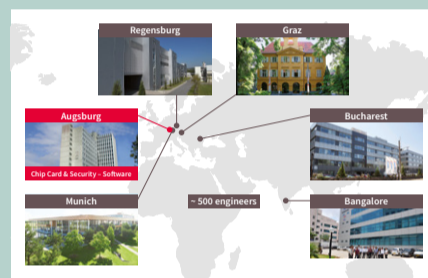 Regensburg
Graz
Augsburg
Chip Card & Security – Software
Bucharest
Munich
~ 500 engineers
Bangalore